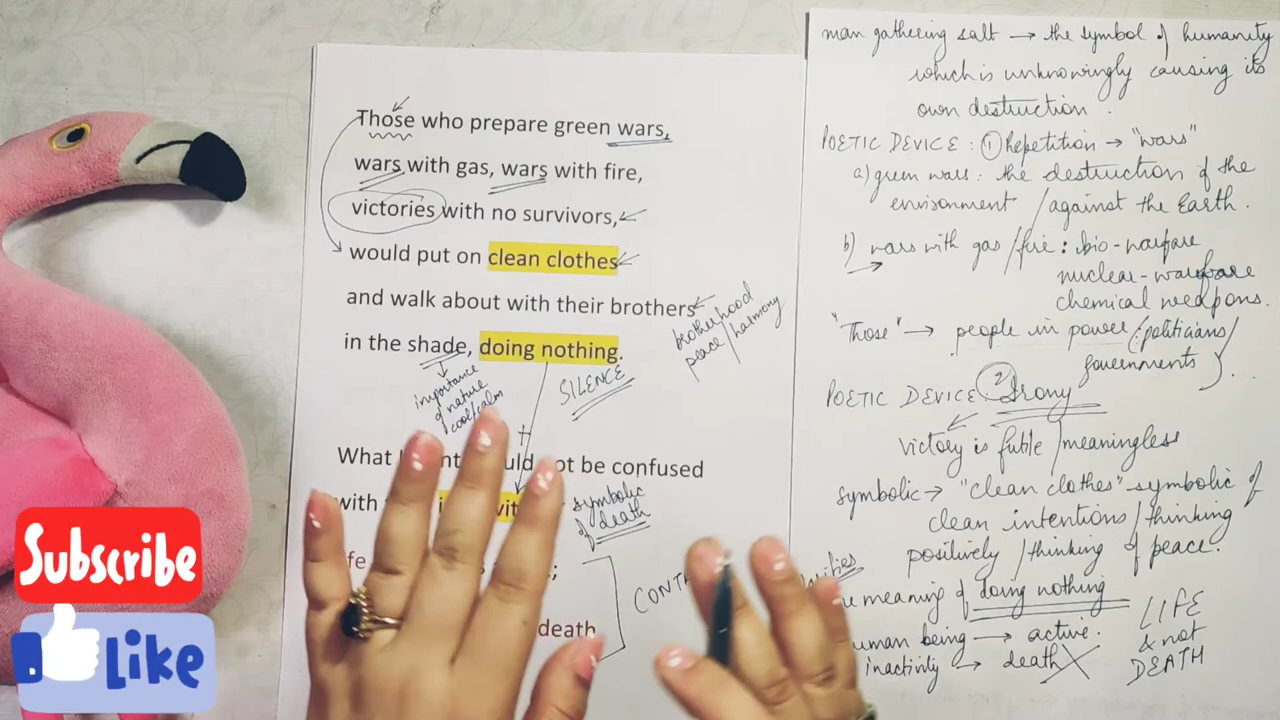 Those who prepare green wars,
wars with gas, wars with fire,
victories with no survivors,
would put on clean clothes
and walk about with their brothers
in the shade, doing nothing.
importance
of nature
cool/calm
SILENCE
brotherhood
peace/harmony
What not be confused
with
symbolic
of death
death
man gathering salt → the symbol of humanity
which is unknowingly causing its
own destruction.
POETIC DEVICE: ① Repetition → "wars"
a) green wars: the destruction of the
environment / against the Earth.
b) wars with gas/fire: bio-warfare
nuclear-warfare
chemical weapons.
"Those" → people in power (politicians/
governments).
POETIC DEVICE ② Irony
victory is futile/meaningless
symbolic → "clean clothes" symbolic of
clean intentions/thinking
positively/thinking of peace.
meaning of doing nothing
being → active.
inactivity → death
LIFE
& not
DEATH
Subscribe
Like